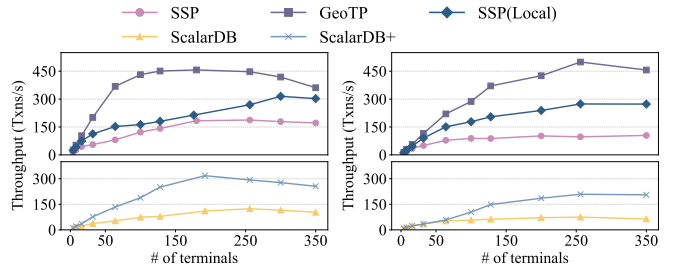 SSP GeoTP SSP(Local)
ScalarDB ScalarDB+
Throughput (Txns/s)
450
300
150
0
300
150
0
0 50 150 250 350
# of terminals
Throughput (Txns/s)
450
300
150
0
300
150
0
0 50 150 250 350
# of terminals